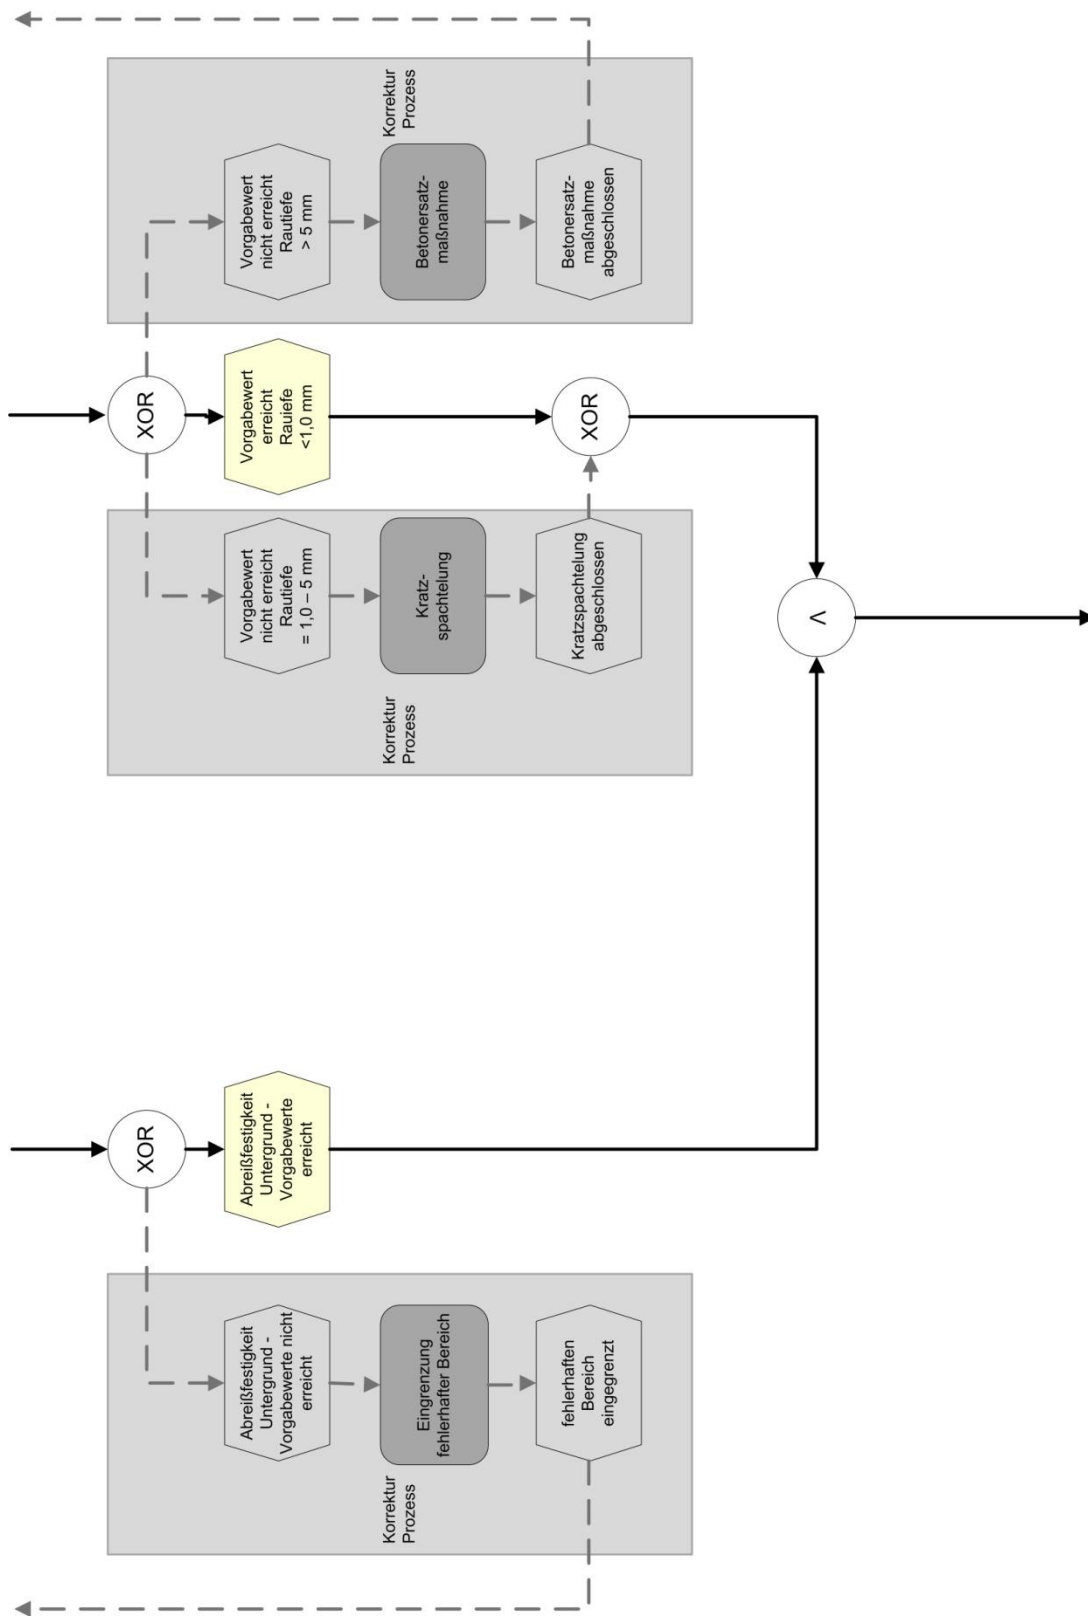 XOR
Abreißfestigkeit
Untergrund -
Vorgabewerte nicht
erreicht
Korrektur
Prozess
Eingrenzung
fehlerhafter Bereich
fehlerhaften
Bereich
eingegrenzt
Abreißfestigkeit
Untergrund -
Vorgabewerte
erreicht
XOR
Vorgabewert
nicht erreicht
Rautiefe
= 1,0 – 5 mm
Korrektur
Prozess
Kratz-
spachtelung
Kratzspachtelung
abgeschlossen
Vorgabewert
erreicht
Rauiefe
<1,0 mm
XOR
Vorgabewert
nicht erreicht
Rautiefe
> 5 mm
Betonersatz-
maßnahme
Korrektur
Prozess
Betonersatz-
maßnahme
abgeschlossen
Λ